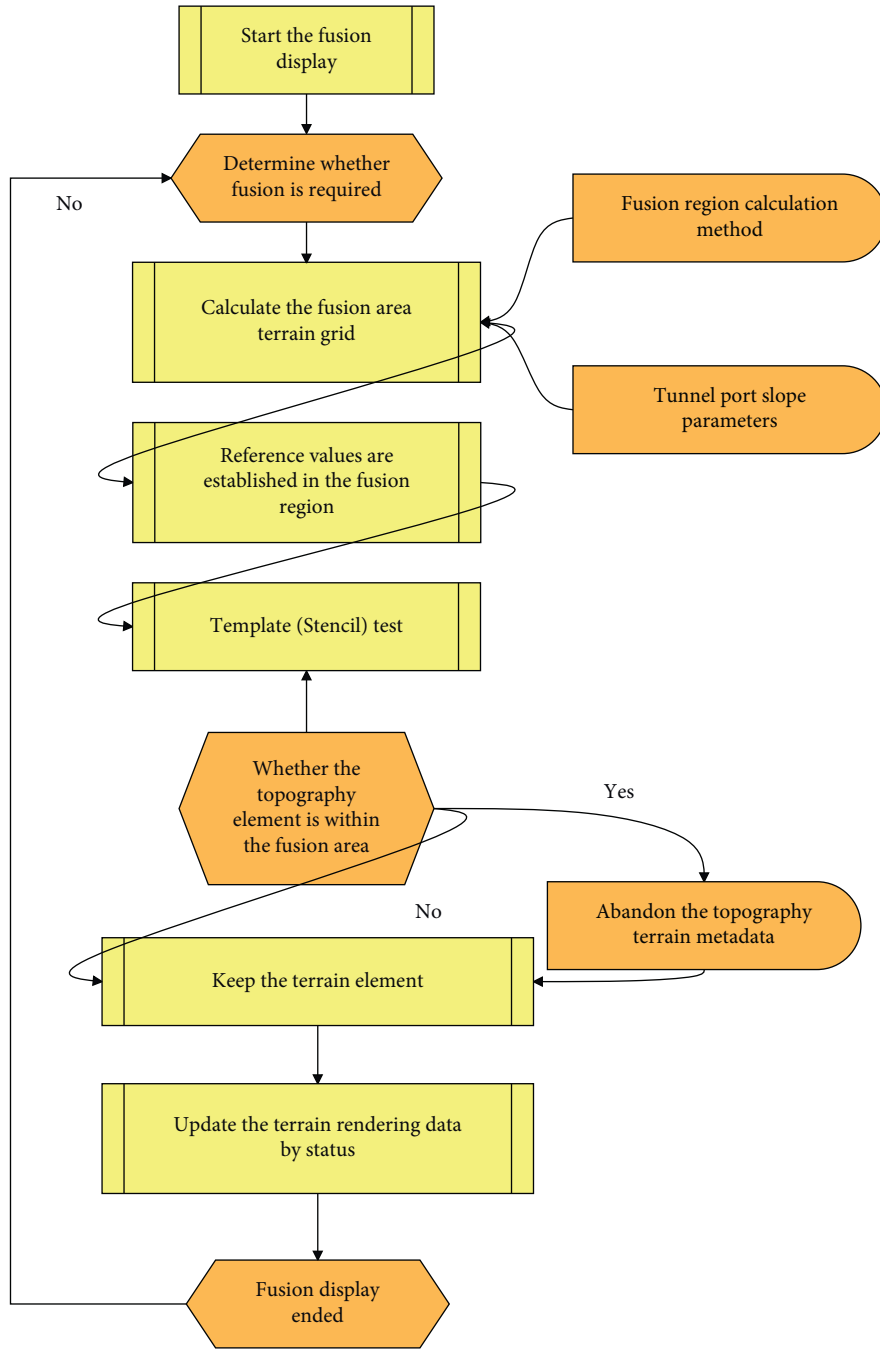 Start the fusion
display
Determine whether
fusion is required
No
Fusion region calculation
method
Calculate the fusion area
terrain grid
Tunnel port slope
parameters
Reference values are
established in the fusion
region
Template (Stencil) test
Whether the
topography
element is within
the fusion area
Yes
No
Abandon the topography
terrain metadata
Keep the terrain element
Update the terrain rendering data
by status
Fusion display
ended